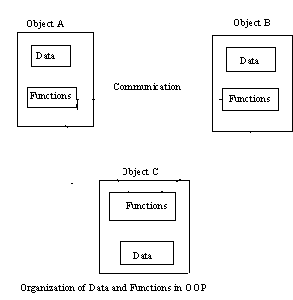 Object A
Object B
Data
Data
Functions
Communication
Functions
Object C
Functions
Data
Organization of Data and Functions in OOP